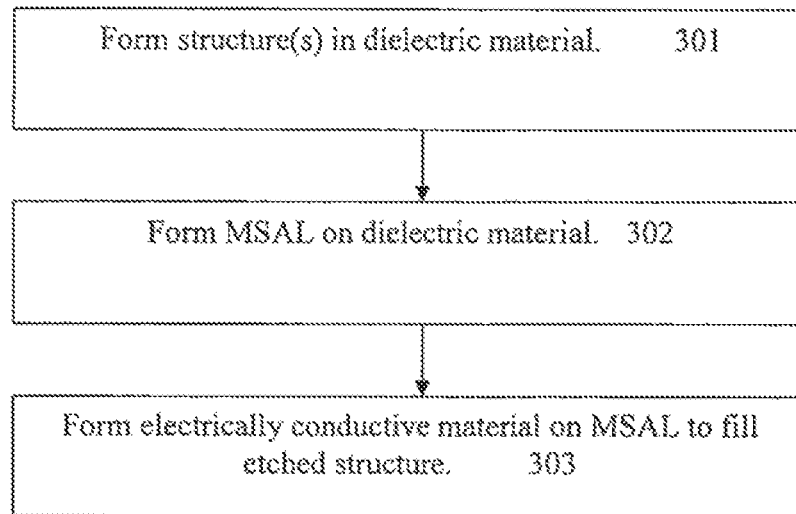 Form structure(s) in dielectric material. 301
Form MSAL on dielectric material. 302
Form electrically conductive material on MSAL to fill
etched structure. 303